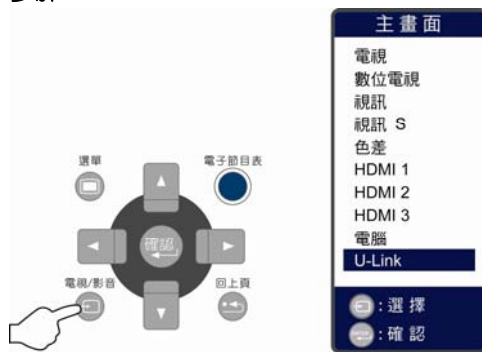 主畫面
電視
數位電視
視訊
視訊 S
色差
HDMI 1
HDMI 2
HDMI 3
電腦
U-Link
:選擇
:確認
選單
電子節目表
確認
電視/影音
回上頁